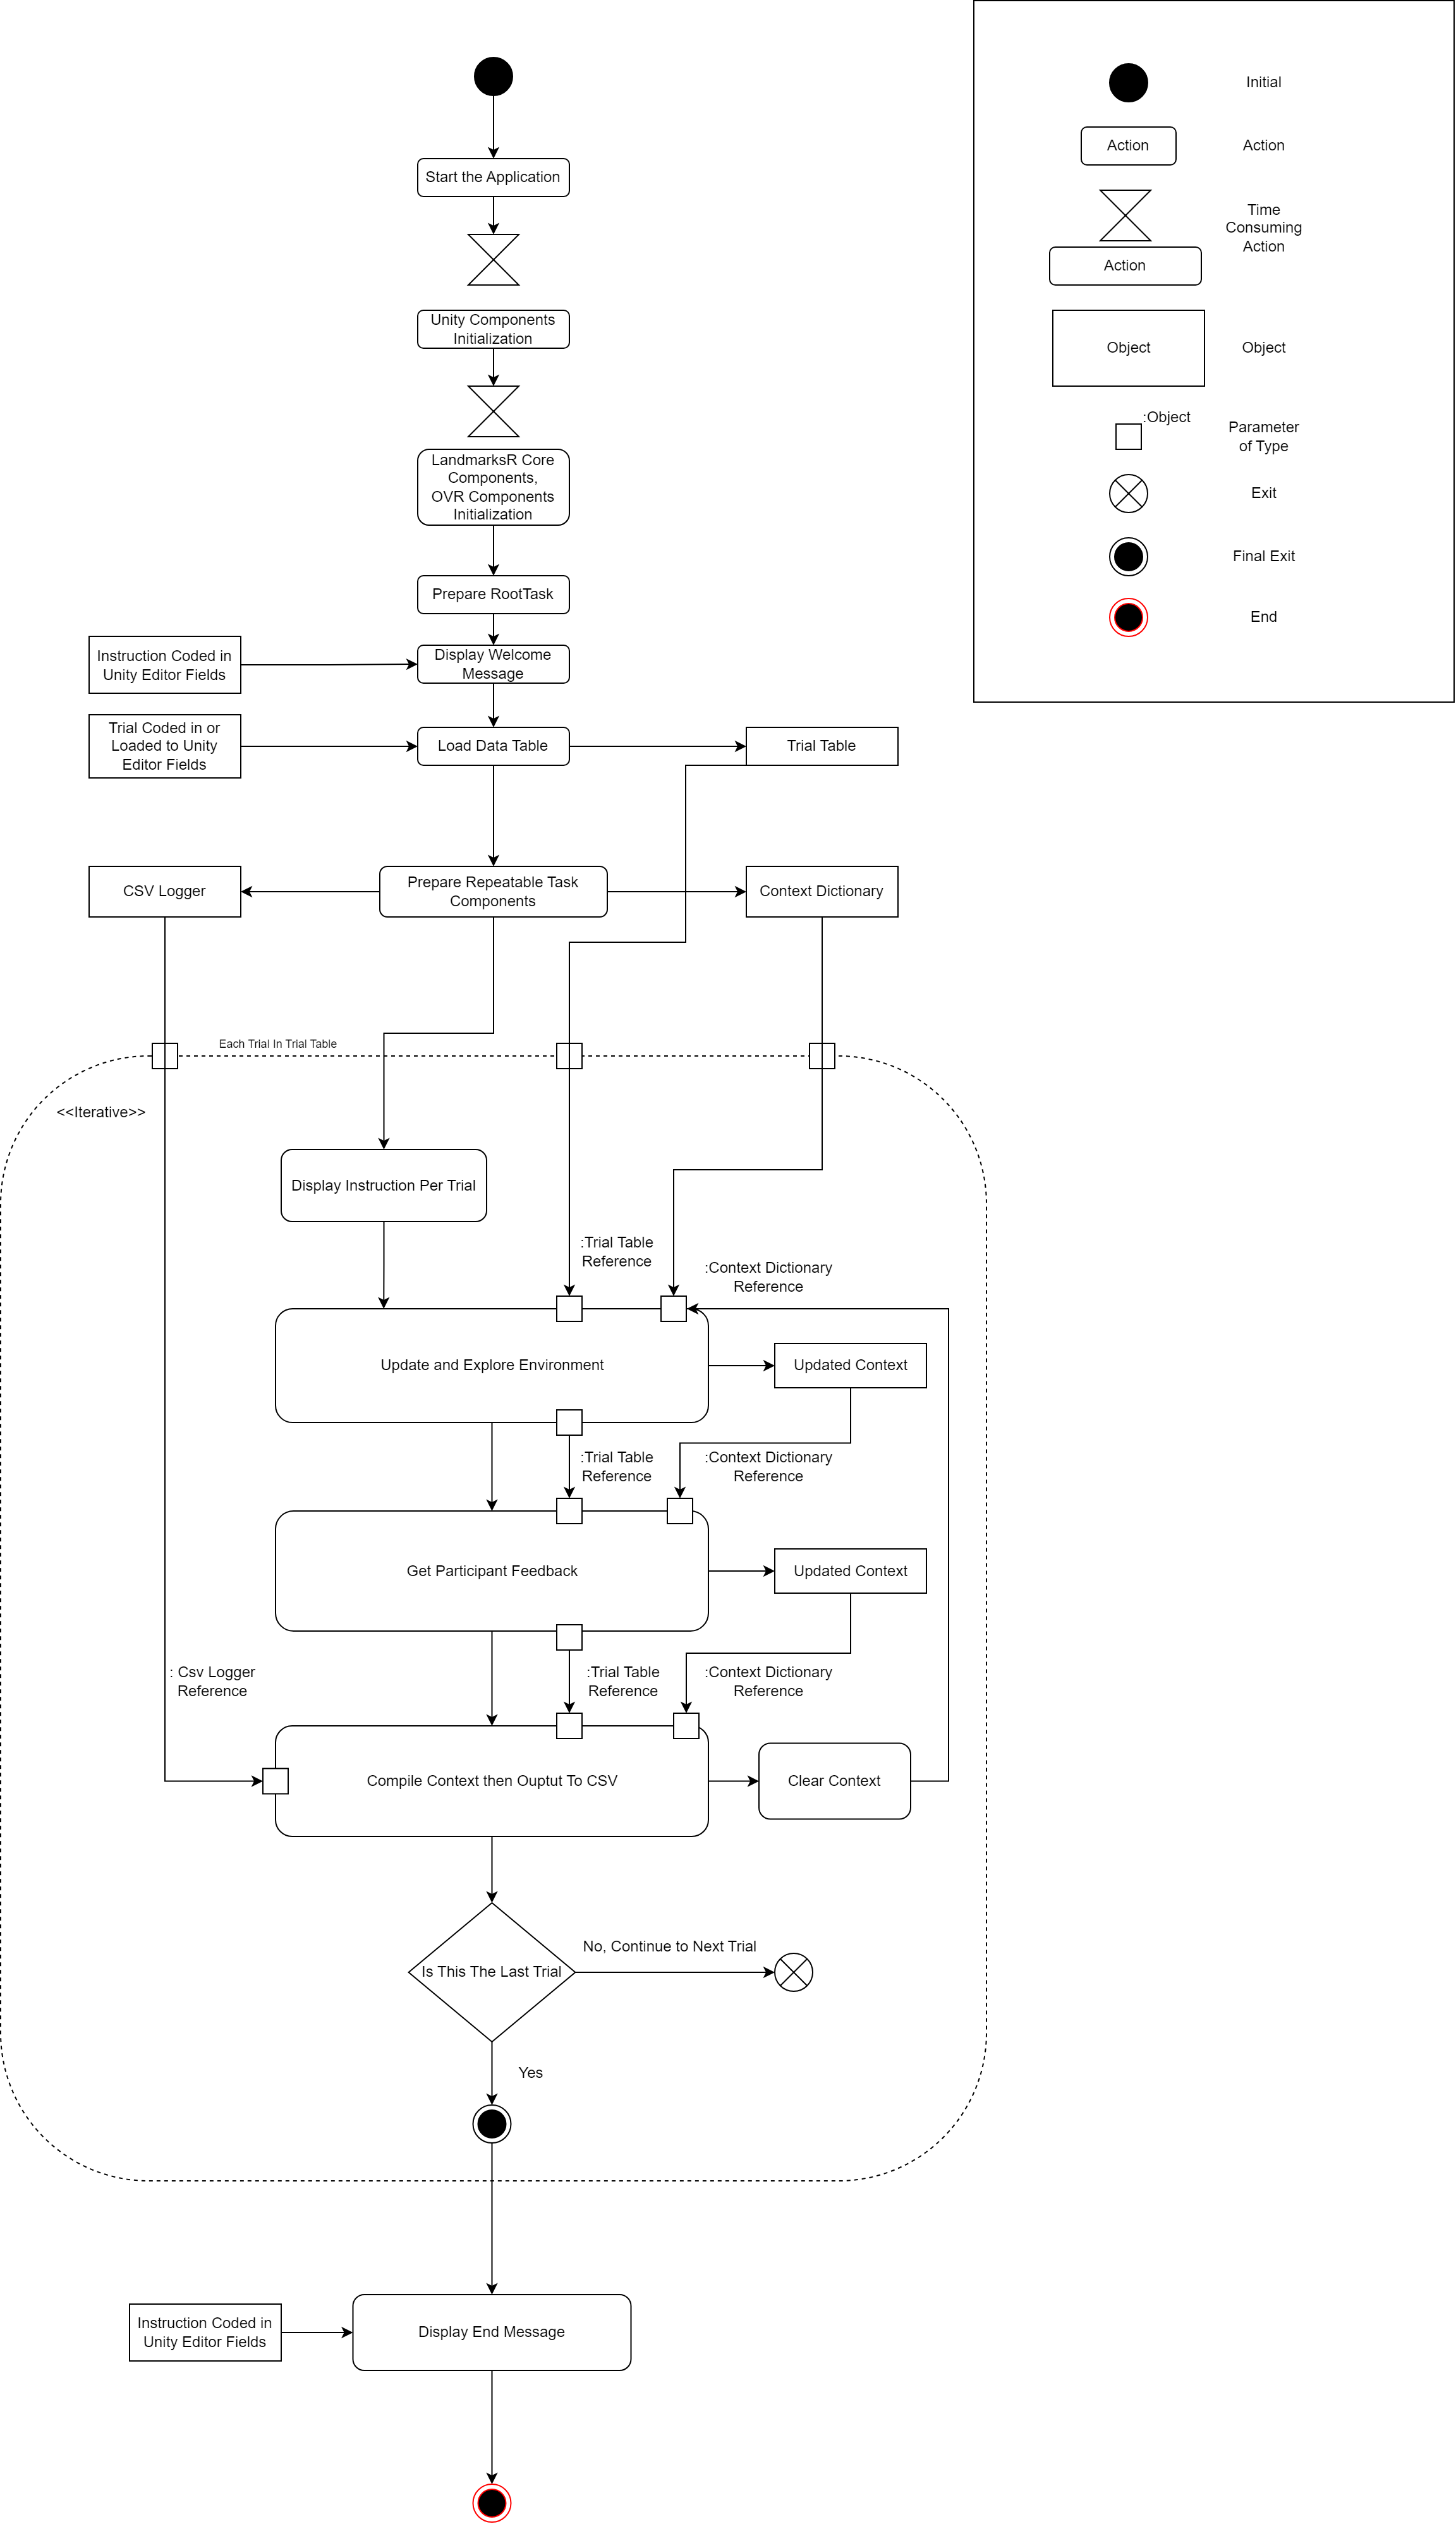 Initial
Action
Action
Time
Consuming
Action
Action
Object
Object
:Object
Parameter
of Type
Exit
Final Exit
End
Start the Application
Unity Components
Initialization
LandmarksR Core
Components,
OVR Components
Initialization
Prepare RootTask
Instruction Coded in
Unity Editor Fields
Display Welcome
Message
Trial Coded in or
Loaded to Unity
Editor Fields
Load Data Table
Trial Table
CSV Logger
Prepare Repeatable Task
Components
Context Dictionary
Each Trial In Trial Table
<<Iterative>>
Display Instruction Per Trial
:Trial Table
Reference
:Context Dictionary
Reference
Update and Explore Environment
Updated Context
:Trial Table
Reference
:Context Dictionary
Reference
Get Participant Feedback
Updated Context
: Csv Logger
Reference
:Trial Table
Reference
:Context Dictionary
Reference
Compile Context then Ouptut To CSV
Clear Context
Is This The Last Trial
No, Continue to Next Trial
Yes
Instruction Coded in
Unity Editor Fields
Display End Message